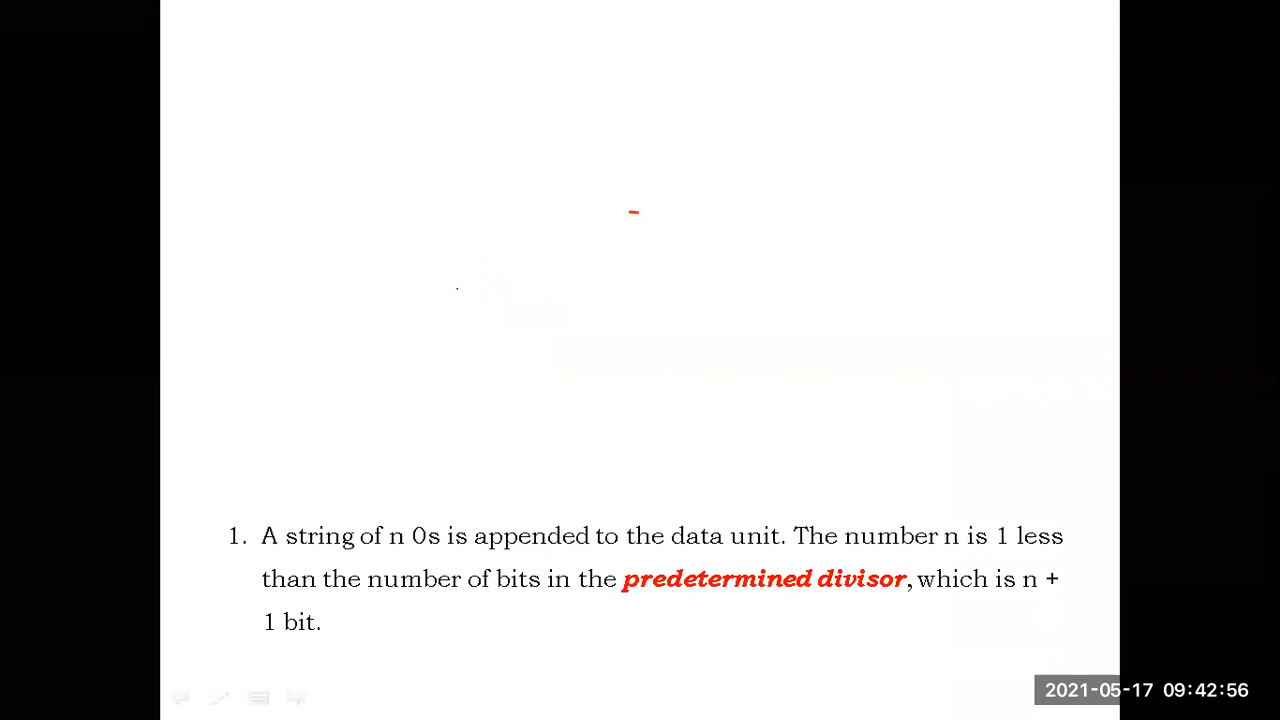 1. A string of n 0s is appended to the data unit. The number n is 1 less
than the number of bits in the predetermined divisor, which is n +
1 bit.
2021-05-17 09:42:56